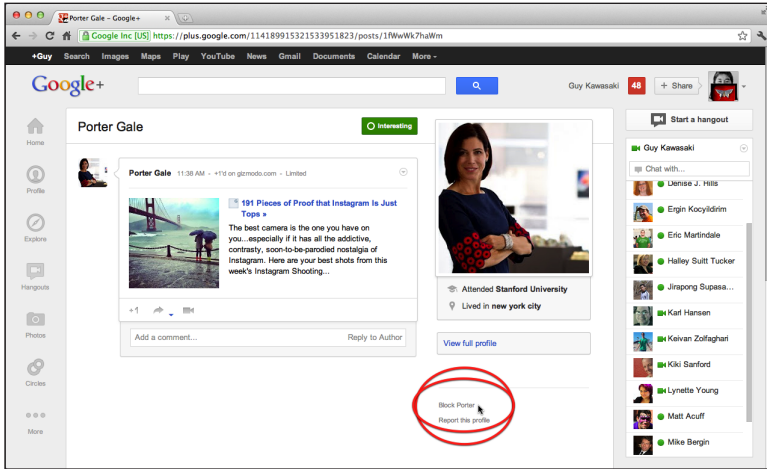 Porter Gale – Google+
Google Inc [US] https://plus.google.com/114189915321533951823/posts/1fWwWk7haWm
+Guy Search Images Maps Play YouTube News Gmail Documents Calendar More
Google+
Guy Kawasaki 48 + Share
Home
Profile
Explore
Hangouts
Photos
Circles
More
Porter Gale
Interesting
Porter Gale 11:38 AM - +1'd on gizmodo.com - Limited
191 Pieces of Proof that Instagram Is Just
Tops »
The best camera is the one you have on
you...especially if it has all the addictive,
contrasty, soon-to-be-parodied nostalgia of
Instagram. Here are your best shots from this
week's Instagram Shooting...
+1
Add a comment... Reply to Author
Attended Stanford University
Lived in new york city
View full profile
Block Porter
Report this profile
Start a hangout
Guy Kawasaki
Chat with...
Denise J. Hills
Ergin Kocyildirim
Eric Martindale
Halley Suitt Tucker
Jirapong Supasa...
Karl Hansen
Keivan Zolfaghari
Kiki Sanford
Lynette Young
Matt Acuff
Mike Bergin